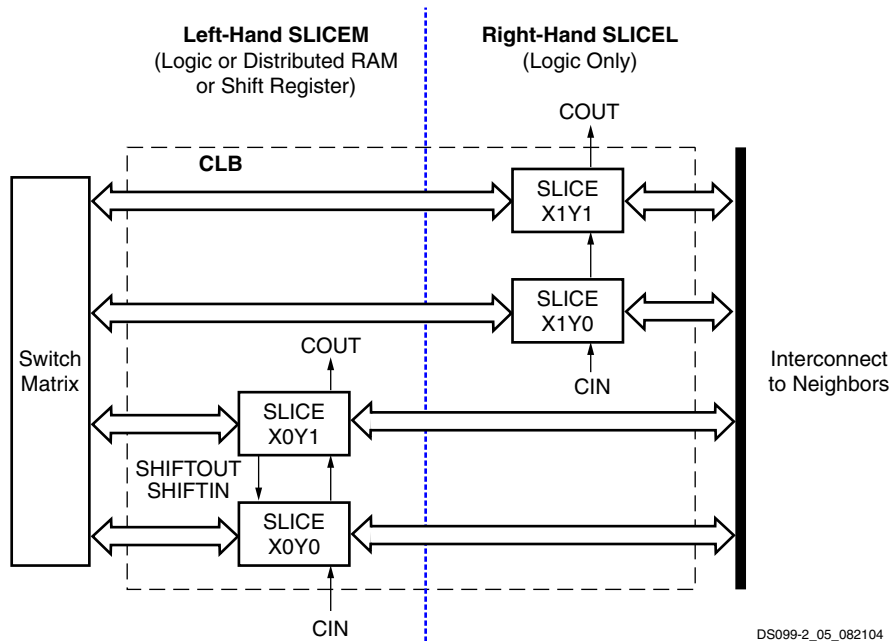 Left-Hand SLICEM
(Logic or Distributed RAM
or Shift Register)
Right-Hand SLICEL
(Logic Only)
COUT
CLB
SLICE
X1Y1
SLICE
X1Y0
COUT
CIN
Switch
Matrix
Interconnect
to Neighbors
SLICE
X0Y1
SHIFTOUT
SHIFTIN
SLICE
X0Y0
CIN
DS099-2_05_082104